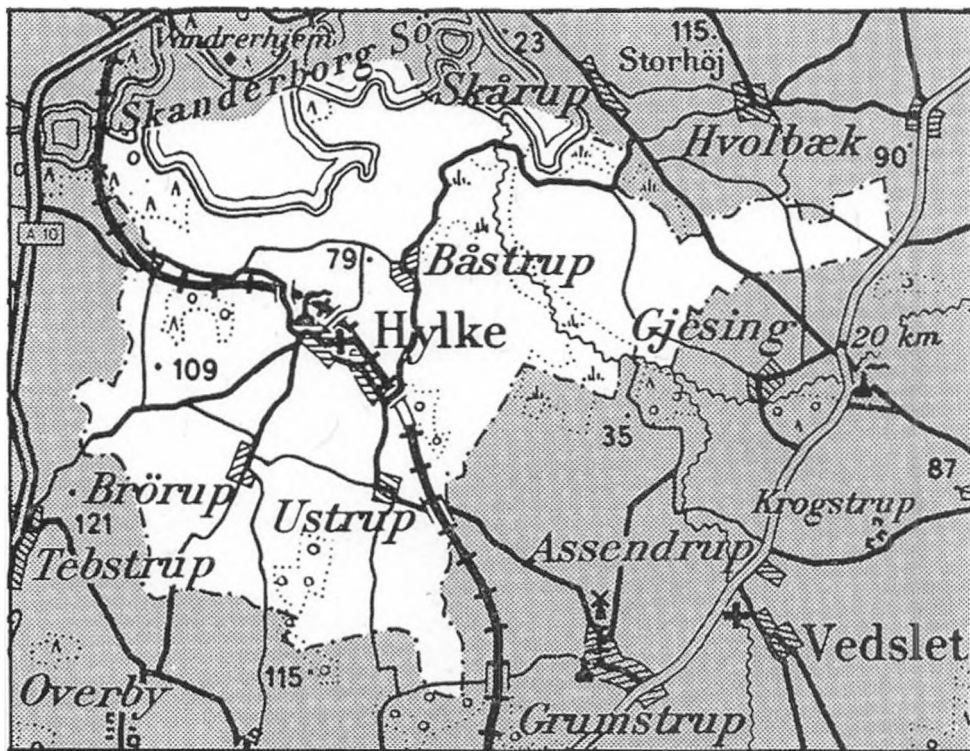 Vandrerhjem
Skanderborg Sö
23
115
Storhöj
Skårup
Hvolbæk
90
A 10
79
Båstrup
Hylke
Gjesing
20 km
109
35
87
Brörup
Ustrup
Krogstrup
121
Tebstrup
Assendrup
Vedslet
115
Overby
Grumstrup